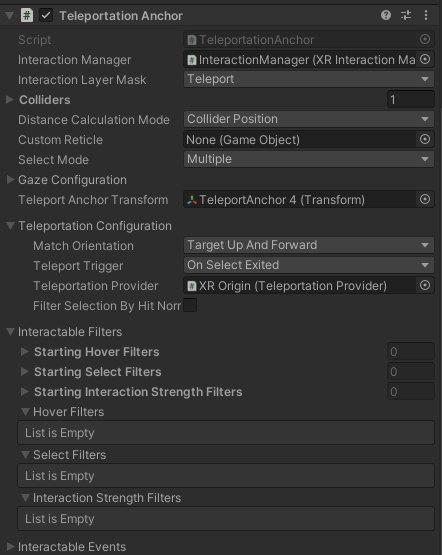 Teleportation Anchor
Script TeleportationAnchor
Interaction Manager InteractionManager (XR Interaction Ma
Interaction Layer Mask Teleport
Colliders 1
Distance Calculation Mode Collider Position
Custom Reticle None (Game Object)
Select Mode Multiple
Gaze Configuration
Teleport Anchor Transform TeleportAnchor 4 (Transform)
Teleportation Configuration
Match Orientation Target Up And Forward
Teleport Trigger On Select Exited
Teleportation Provider XR Origin (Teleportation Provider)
Filter Selection By Hit Norr
Interactable Filters
Starting Hover Filters 0
Starting Select Filters 0
Starting Interaction Strength Filters 0
Hover Filters
List is Empty
Select Filters
List is Empty
Interaction Strength Filters
List is Empty
Interactable Events